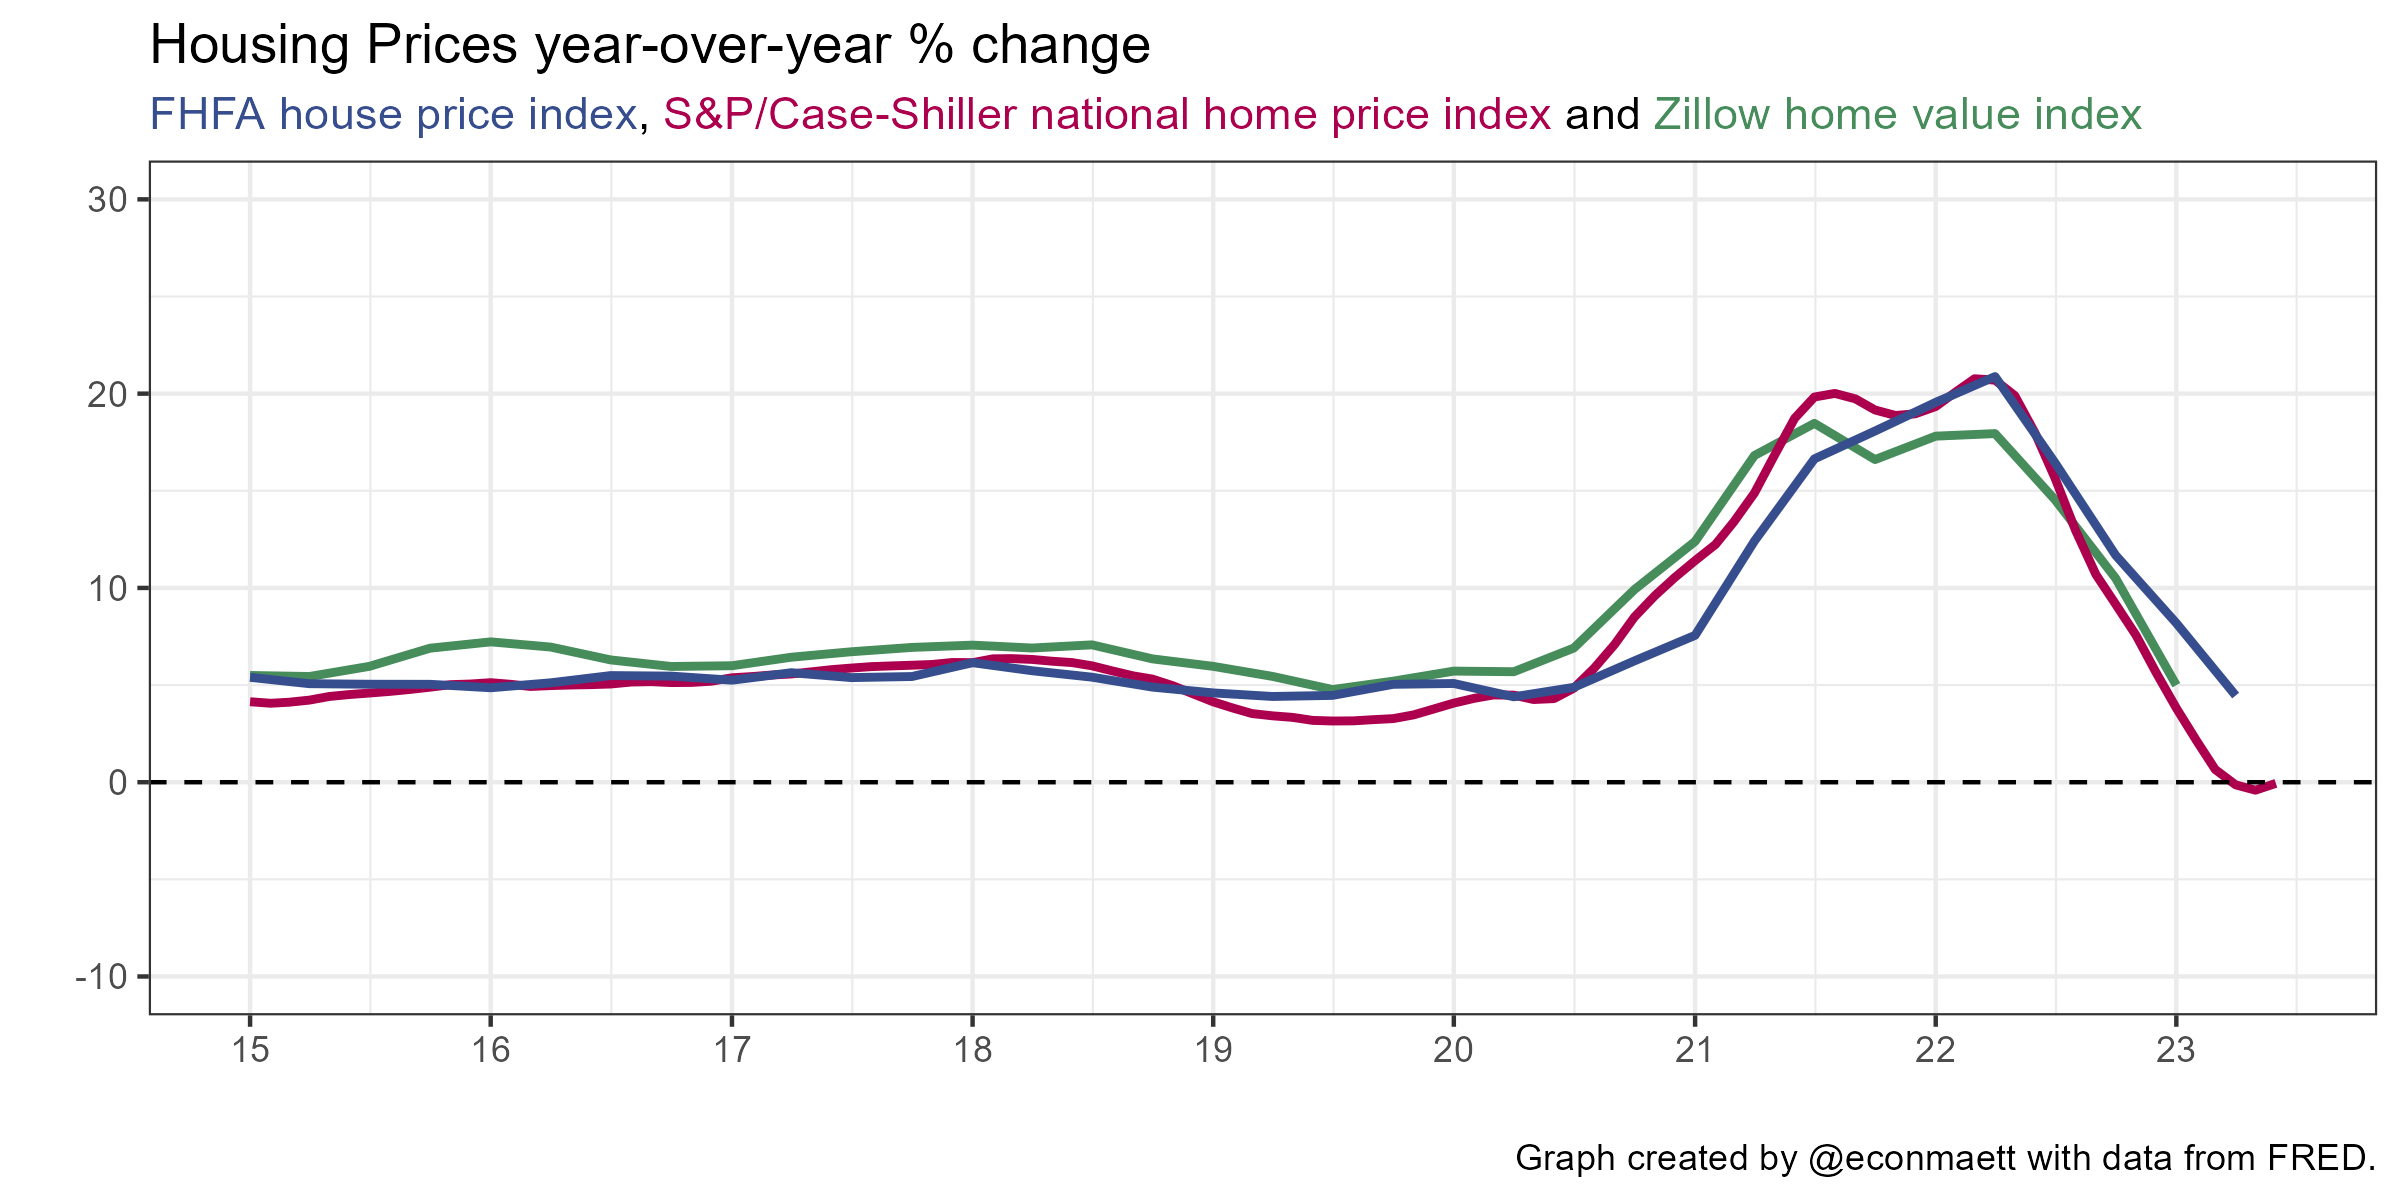 Housing Prices year-over-year % change
FHFA house price index, S&P/Case-Shiller national home price index and Zillow home value index
30
20
10
0
-10
15 16 17 18 19 20 21 22 23
Graph created by @econmaett with data from FRED.